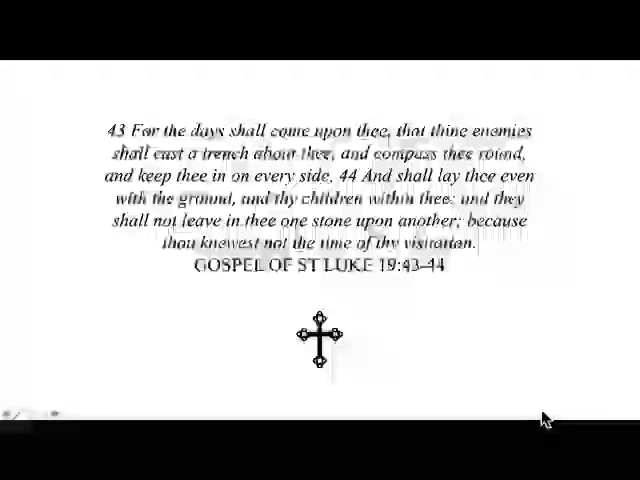 43 For the days shall come upon thee, that thine enemies
shall cast a trench about thee, and compass thee round,
and keep thee in on every side, 44 And shall lay thee even
with the ground, and thy children within thee; and they
shall not leave in thee one stone upon another; because
thou knewest not the time of thy visitation.
GOSPEL OF ST LUKE 19:43-44